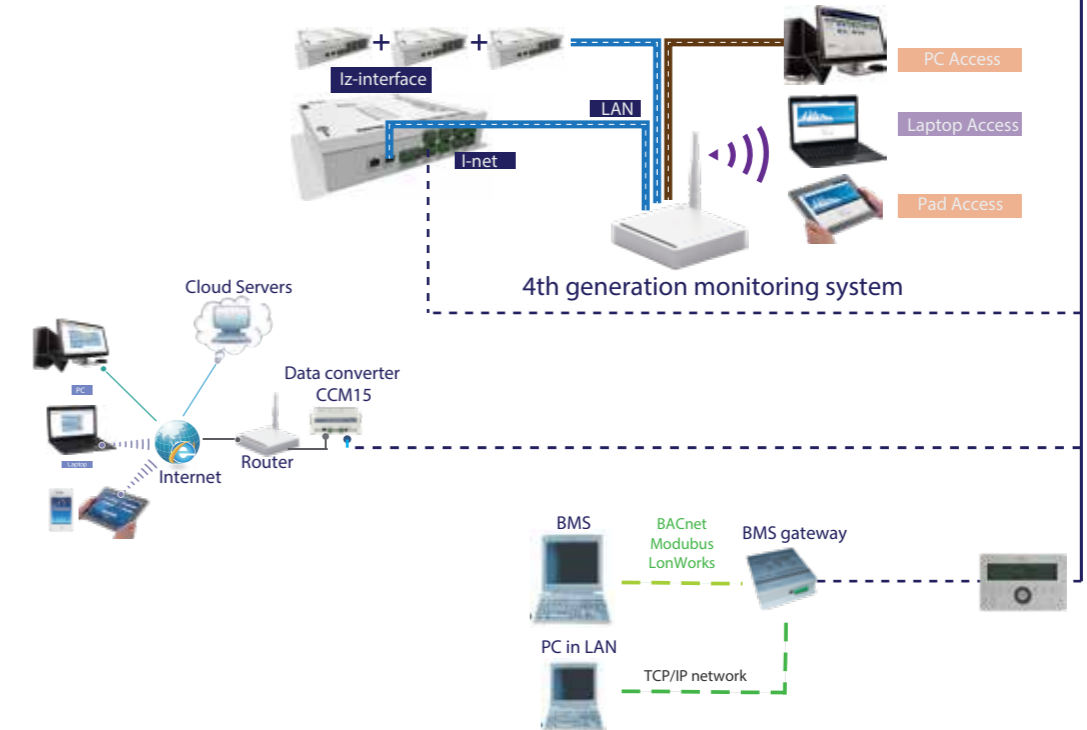 Iz-interface
LAN
I-net
PC Access
Laptop Access
Pad Access
4th generation monitoring system
Cloud Servers
PC
Laptop
Internet
Router
Data converter
CCM15
BMS
BACnet
Modubus
LonWorks
BMS gateway
PC in LAN
TCP/IP network